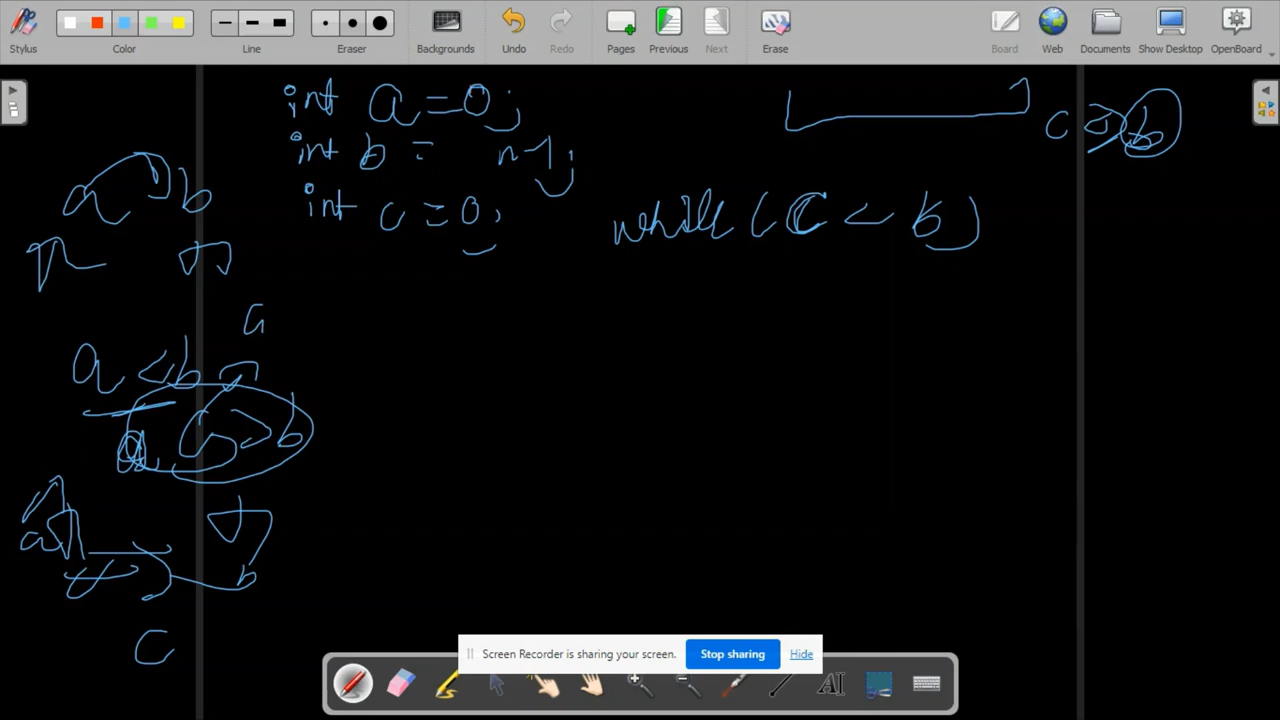 Stylus Color Line Eraser Backgrounds Undo Redo Pages Previous Next Erase Board Web Documents Show Desktop OpenBoard
int a = 0;
int b = n-1;
int c = 0;
while (c < b)
c > b
a b
a
a < b
a > b
a
b
c
Screen Recorder is sharing your screen. Stop sharing Hide
AI